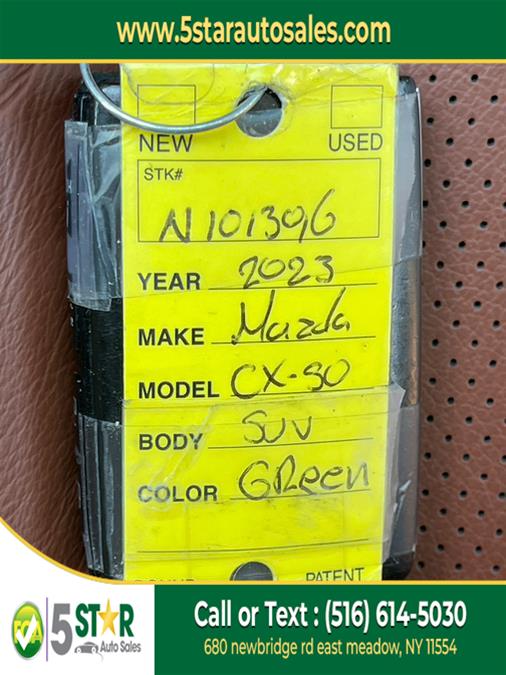 www.5starautosales.com
NEW USED
STK#
N101396
YEAR 2023
MAKE Mazda
MODEL CX-50
BODY SUV
COLOR GReen
PATENT
5 STAR
Auto Sales
Call or Text : (516) 614-5030
680 newbridge rd east meadow, NY 11554